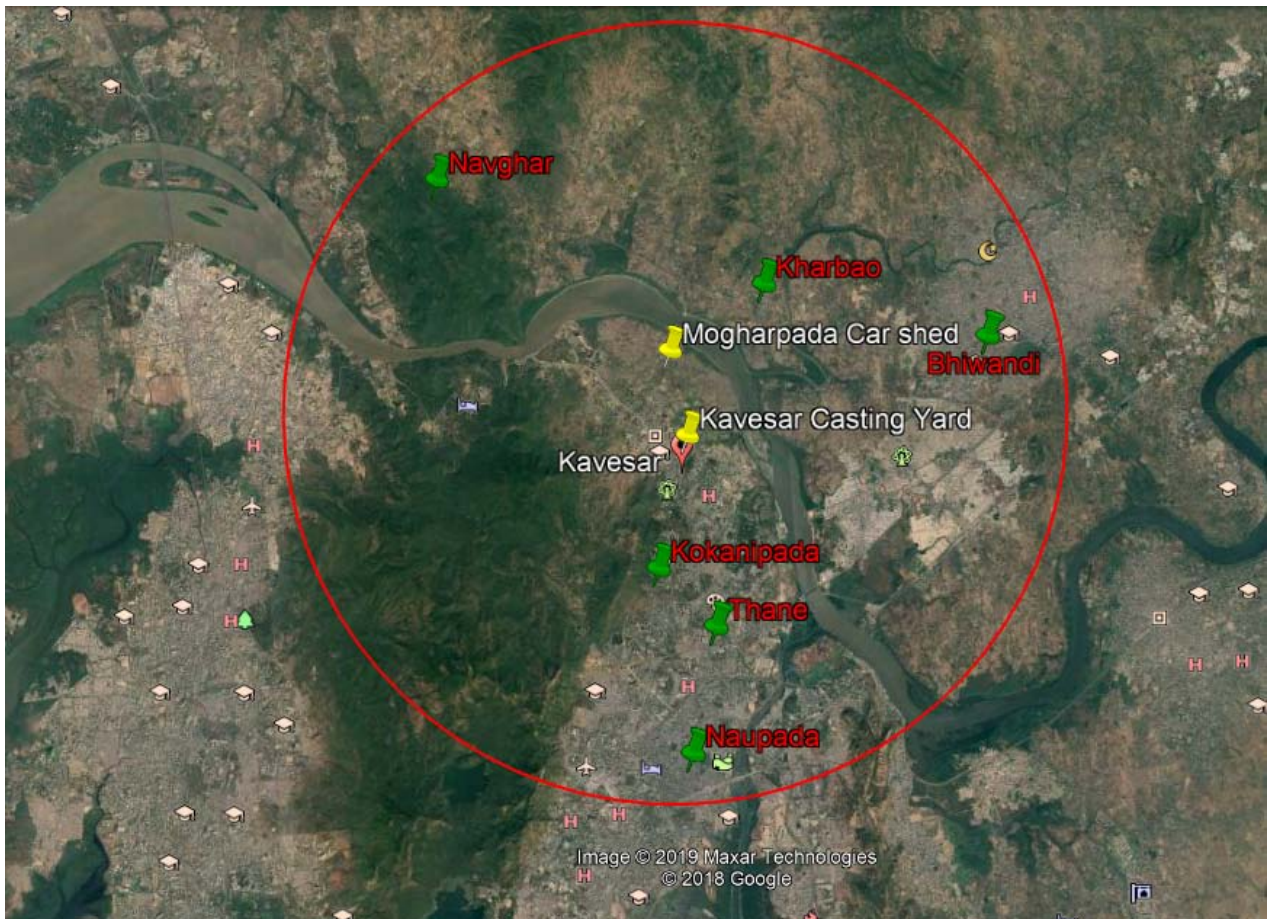 Navghar
Kharbao
Mogharpada Car shed
Bhiwandi
Kavesar Casting Yard
Kavesar
Kokanipada
Thane
Naupada
Image © 2019 Maxar Technologies
© 2018 Google